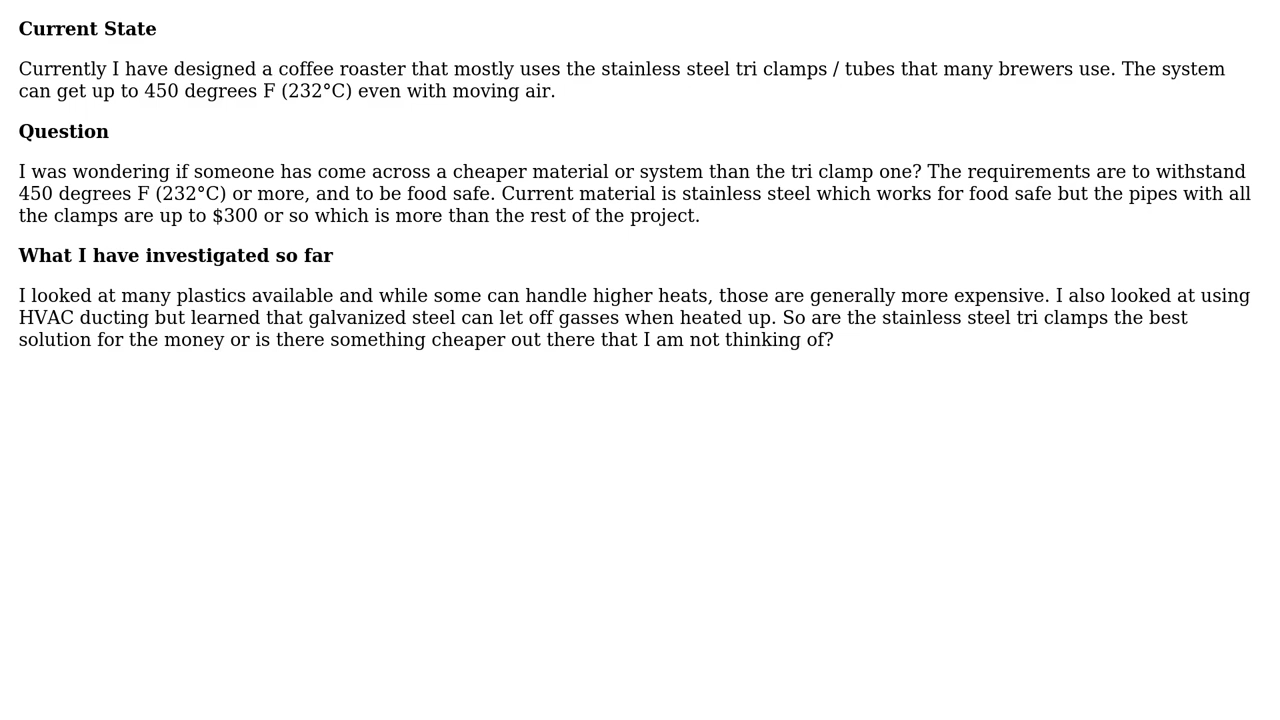 Current State
Currently I have designed a coffee roaster that mostly uses the stainless steel tri clamps / tubes that many brewers use. The system
can get up to 450 degrees F (232°C) even with moving air.
Question
I was wondering if someone has come across a cheaper material or system than the tri clamp one? The requirements are to withstand
450 degrees F (232°C) or more, and to be food safe. Current material is stainless steel which works for food safe but the pipes with all
the clamps are up to $300 or so which is more than the rest of the project.
What I have investigated so far
I looked at many plastics available and while some can handle higher heats, those are generally more expensive. I also looked at using
HVAC ducting but learned that galvanized steel can let off gasses when heated up. So are the stainless steel tri clamps the best
solution for the money or is there something cheaper out there that I am not thinking of?